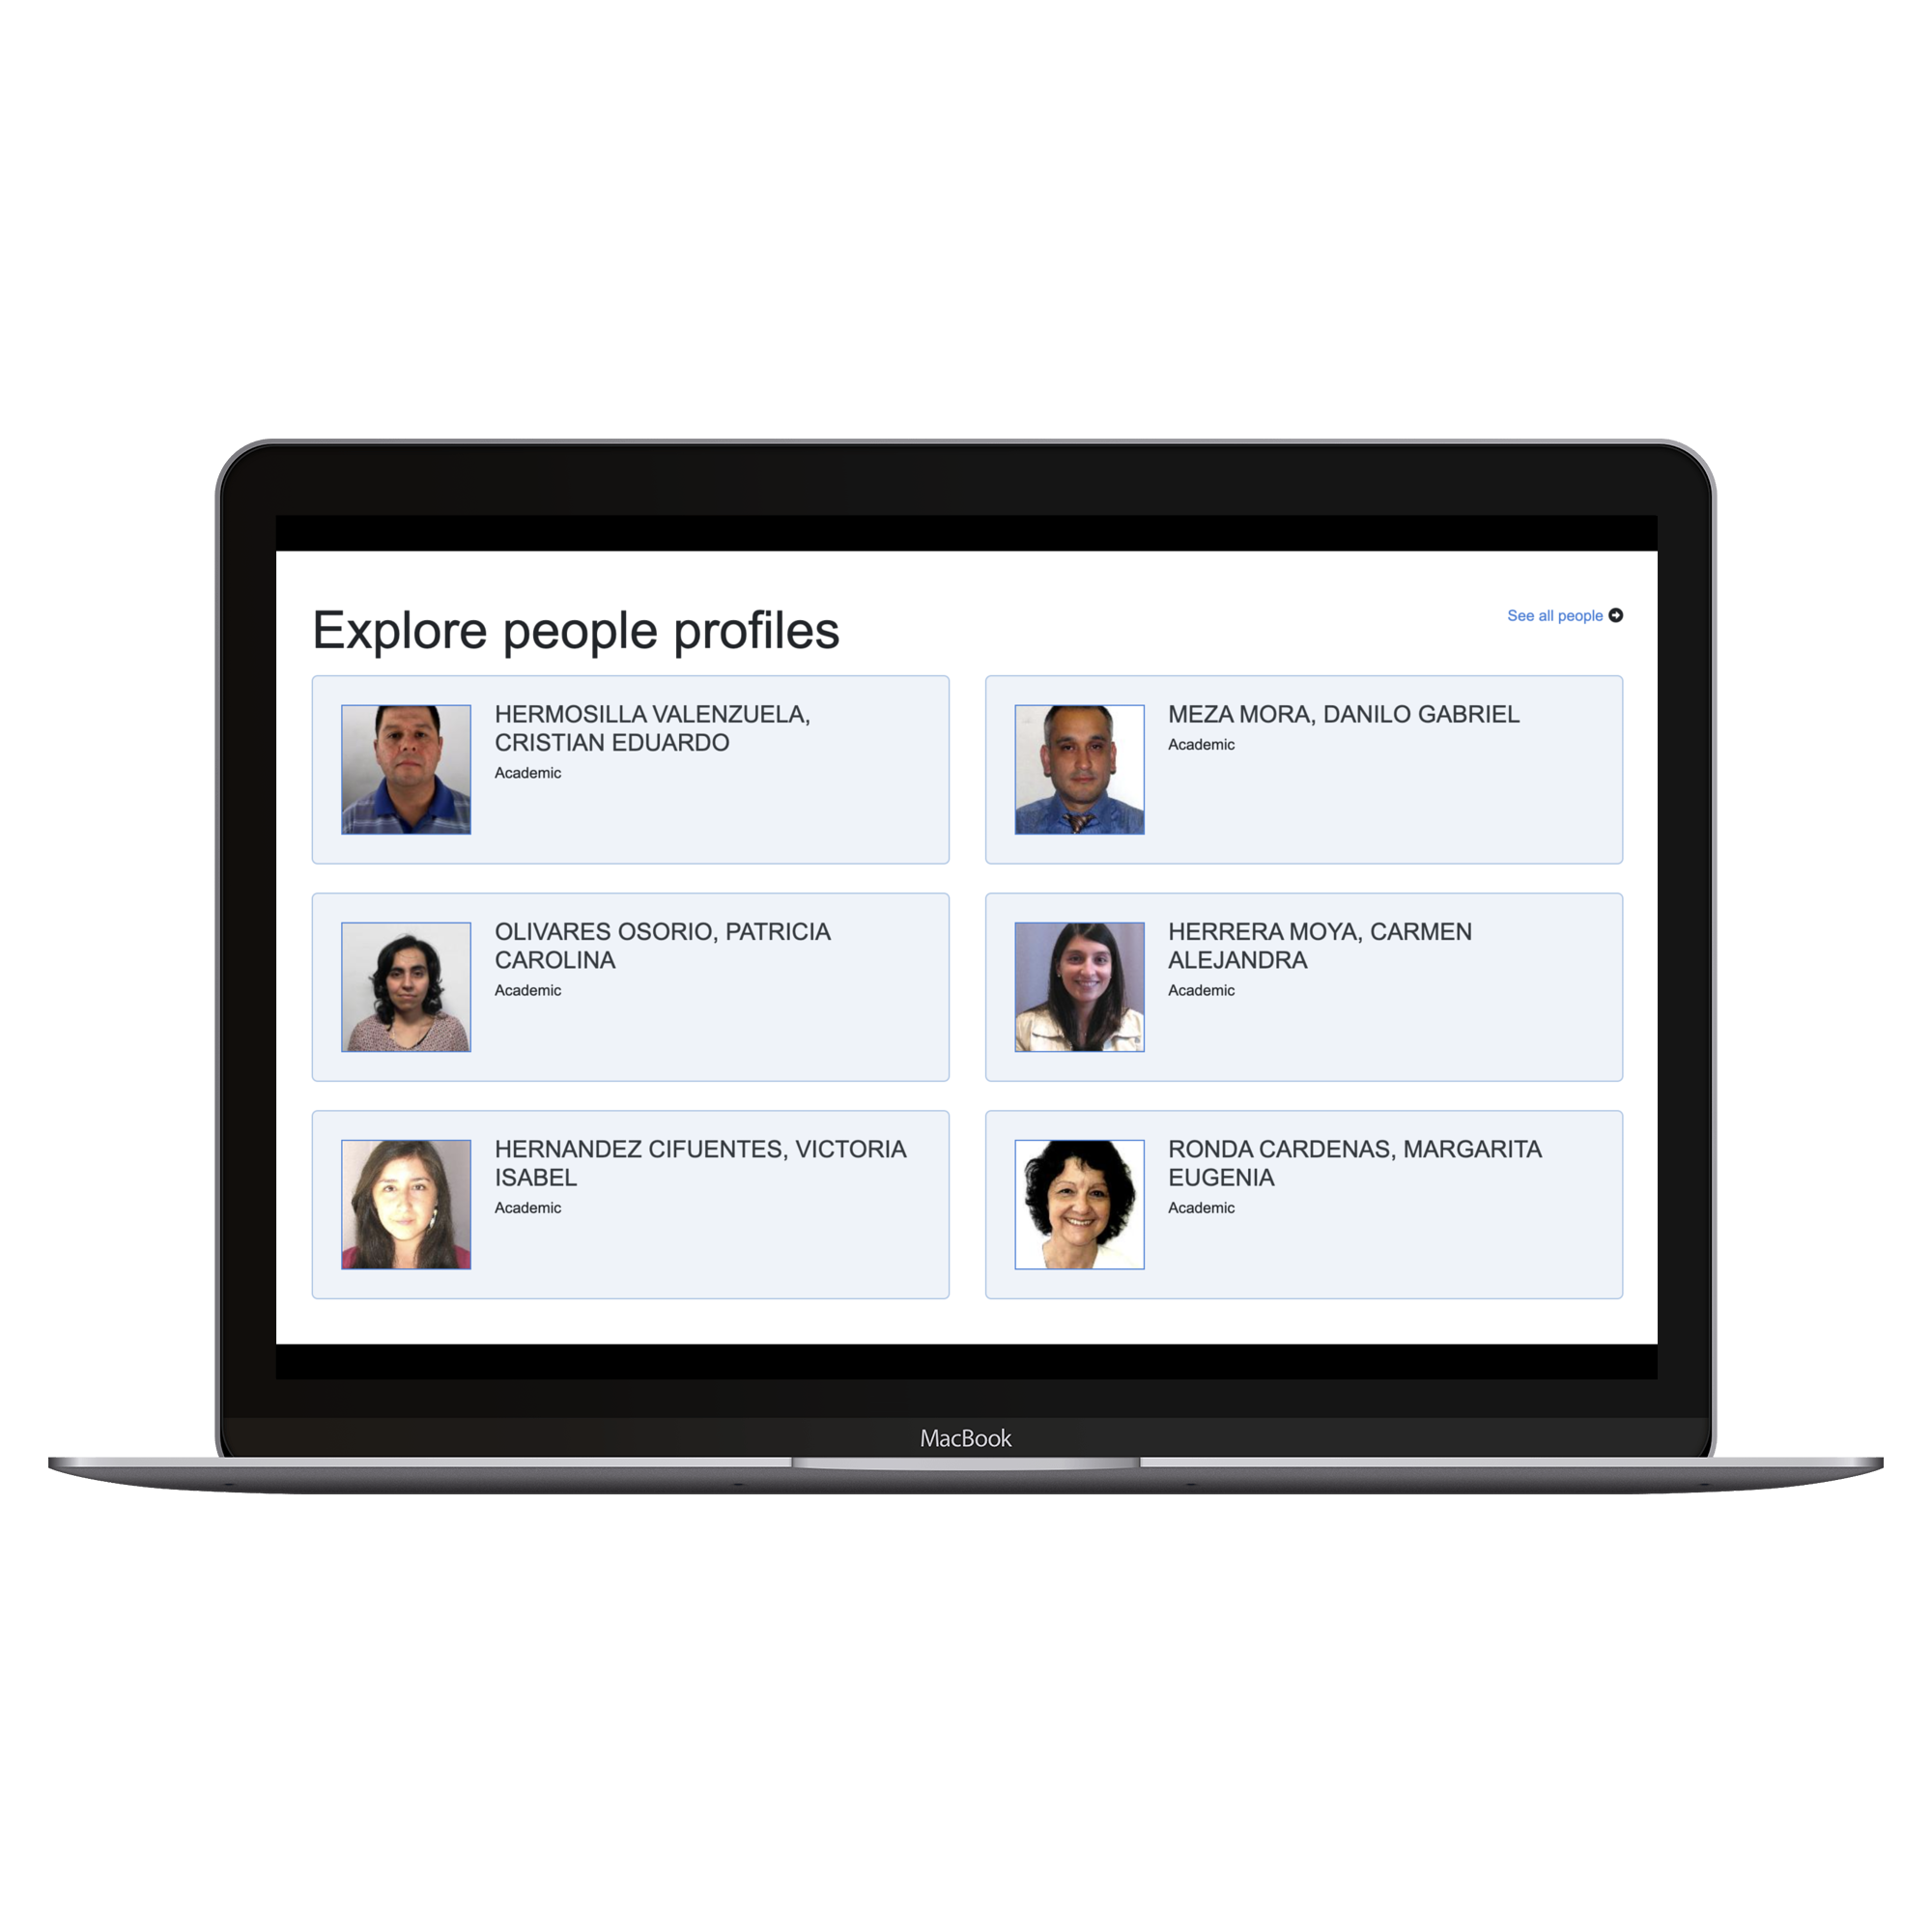 Explore people profiles
See all people
HERMOSILLA VALENZUELA,
CRISTIAN EDUARDO
Academic
MEZA MORA, DANILO GABRIEL
Academic
OLIVARES OSORIO, PATRICIA
CAROLINA
Academic
HERRERA MOYA, CARMEN
ALEJANDRA
Academic
HERNANDEZ CIFUENTES, VICTORIA
ISABEL
Academic
RONDA CARDENAS, MARGARITA
EUGENIA
Academic
MacBook